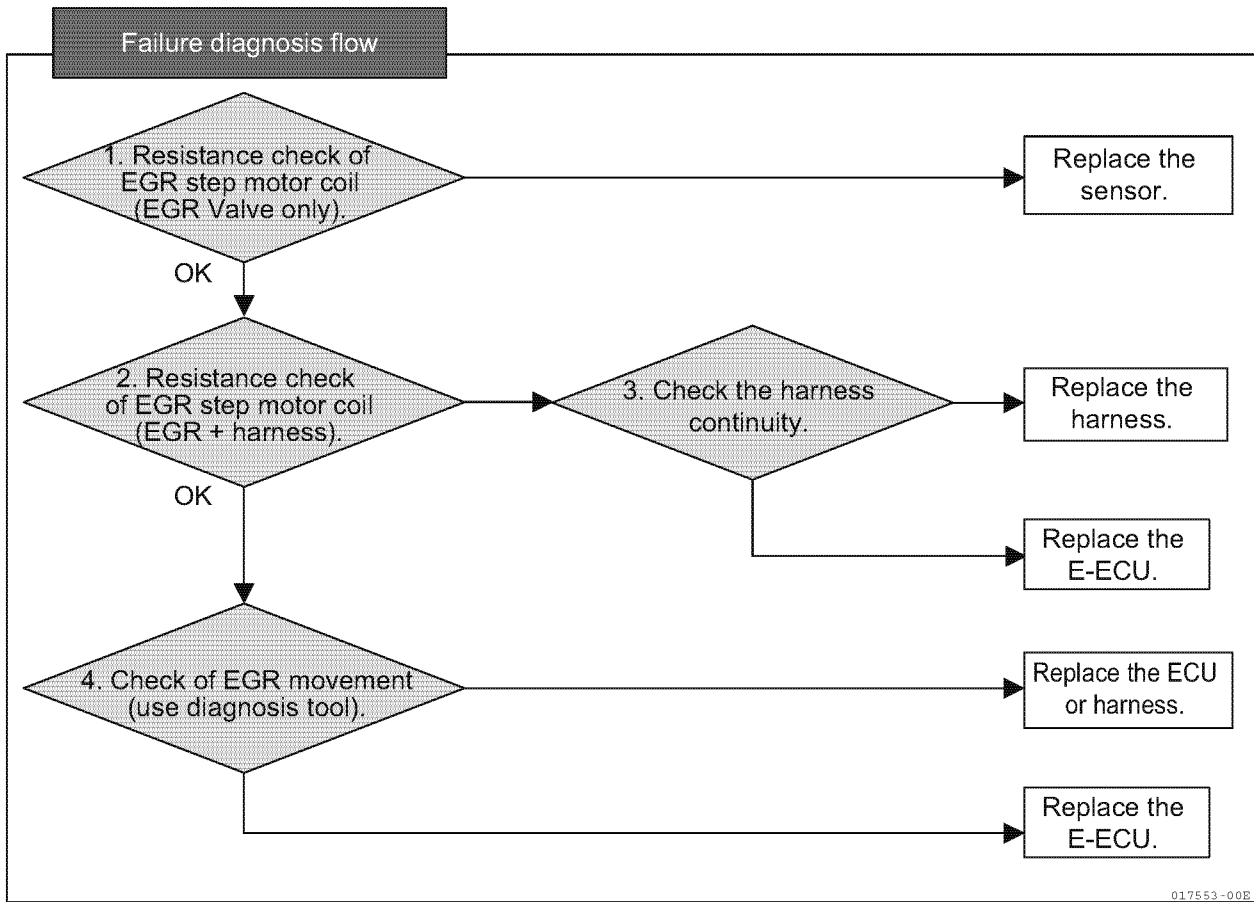 Failure diagnosis flow
1. Resistance check of
EGR step motor coil
(EGR Valve only).
Replace the
sensor.
OK
2. Resistance check
of EGR step motor coil
(EGR + harness).
3. Check the harness
continuity.
Replace the
harness.
OK
Replace the
E-ECU.
4. Check of EGR movement
(use diagnosis tool).
Replace the ECU
or harness.
Replace the
E-ECU.
017553-00E